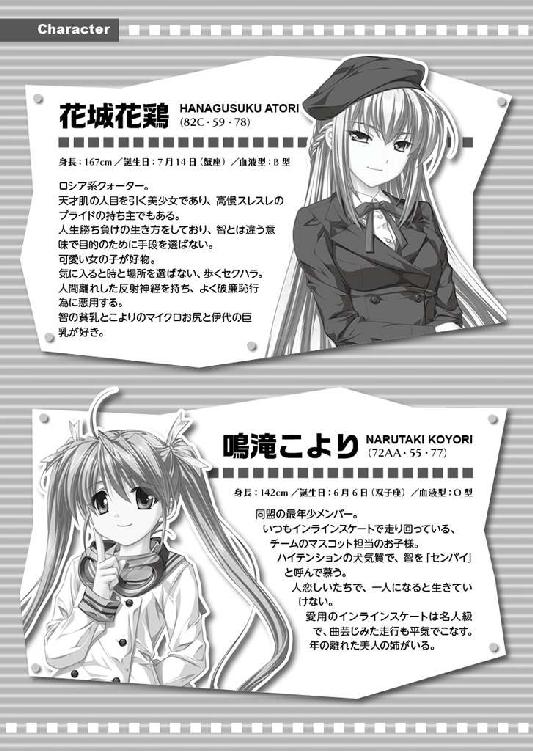 Character
花城花鶏 HANAGUSUKU ATORI
(82C・59・78)
身長：167cm／誕生日：7月14日(蟹座)／血液型：B型
ロシア系クォーター。
天才肌の人目を引く美少女であり、高慢スレスレの
プライドの持ち主でもある。
人生勝ち負けの生き方をしており、智とは違う意
味で目的のために手段を選ばない。
可愛い女の子が好物。
気に入ると時と場所を選ばない、歩くセクハラ。
人間離れした反射神経を持ち、よく破廉恥行
為に悪用する。
智の貧乳とこよりのマイクロお尻と伊代の巨
乳が好き。
鳴滝こより NARUTAKI KOYORI
(72AA・55・77)
身長：142cm／誕生日：6月6日(双子座)／血液型：O型
同盟の最年少メンバー。
いつもインラインスケートで走り回っている、
チームのマスコット担当のお子様。
ハイテンションの犬気質で、智を「センパイ」
と呼んで慕う。
人恋しいたちで、一人になると生きてい
けない。
愛用のインラインスケートは名人級
で、曲芸じみた走行も平気でこなす。
年の離れた美人の姉がいる。